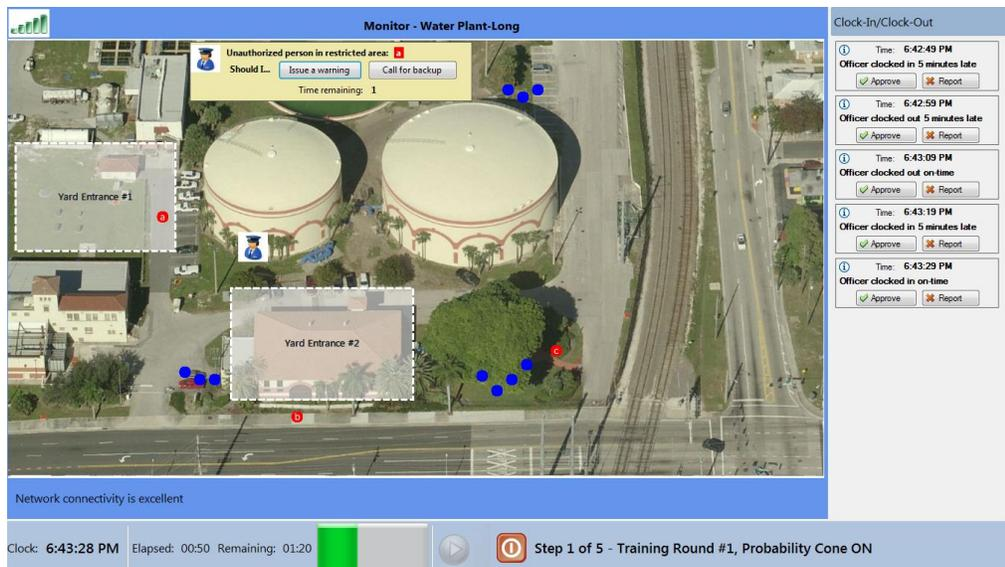 Monitor - Water Plant-Long
Unauthorized person in restricted area: a
Should I... Issue a warning Call for backup
Time remaining: 1
Yard Entrance #1
a
Yard Entrance #2
c
b
Network connectivity is excellent
Clock-In/Clock-Out
Time: 6:42:49 PM
Officer clocked in 5 minutes late
Approve Report
Time: 6:42:59 PM
Officer clocked out 5 minutes late
Approve Report
Time: 6:43:09 PM
Officer clocked out on-time
Approve Report
Time: 6:43:19 PM
Officer clocked in 5 minutes late
Approve Report
Time: 6:43:29 PM
Officer clocked in on-time
Approve Report
Clock: 6:43:28 PM Elapsed: 00:50 Remaining: 01:20 Step 1 of 5 - Training Round #1, Probability Cone ON